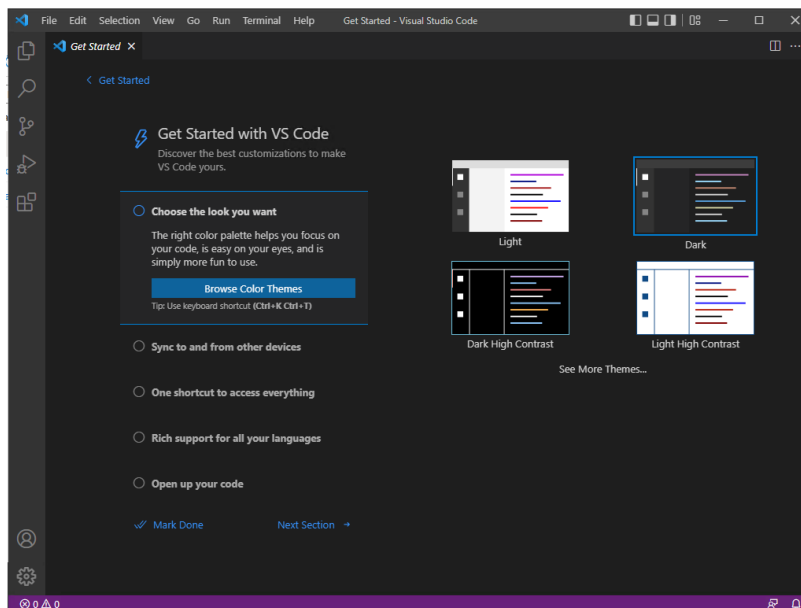 File Edit Selection View Go Run Terminal Help Get Started - Visual Studio Code
Get Started
Get Started
Get Started with VS Code
Discover the best customizations to make
VS Code yours.
Choose the look you want
The right color palette helps you focus on
your code, is easy on your eyes, and is
simply more fun to use.
Browse Color Themes
Tip: Use keyboard shortcut (Ctrl+K Ctrl+T)
Sync to and from other devices
One shortcut to access everything
Rich support for all your languages
Open up your code
Mark Done Next Section
Light Dark
Dark High Contrast Light High Contrast
See More Themes...
0 0